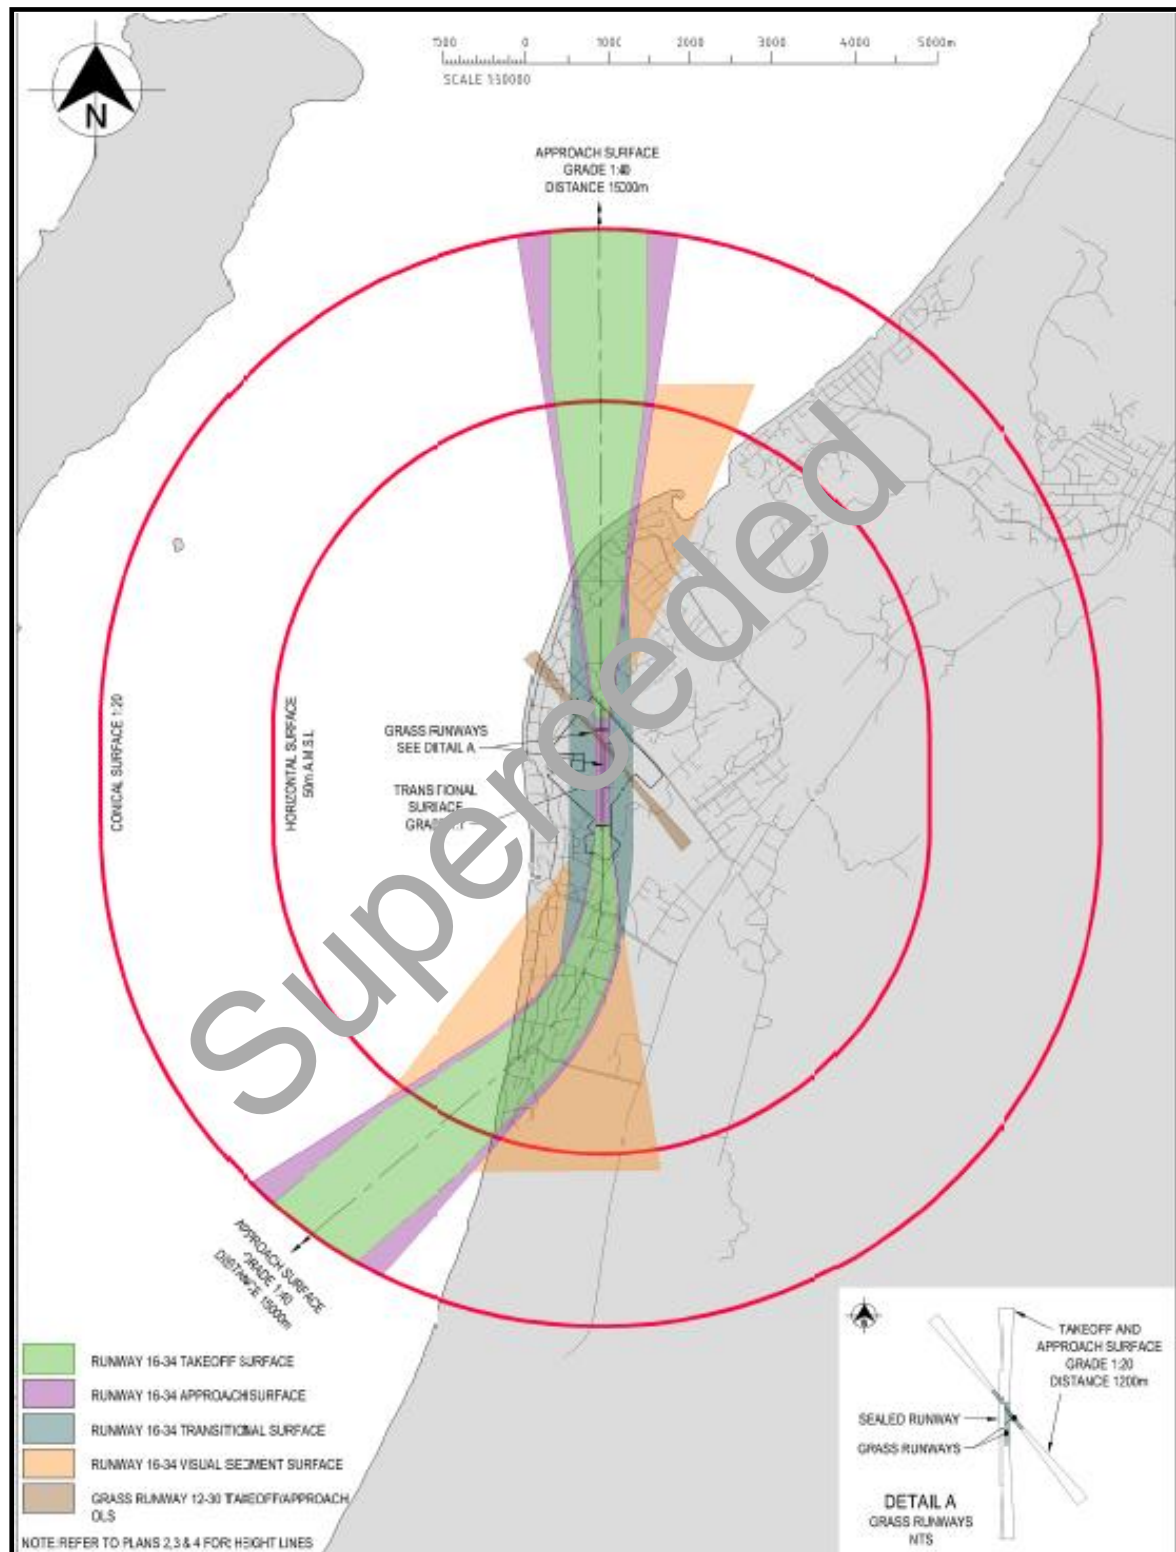 N
1000 0 1000 2000 3000 4000 5000m
SCALE 1:50000
APPROACH SURFACE
GRADE 1:40
DISTANCE 15000m
CONICAL SURFACE 1:20
HORIZONTAL SURFACE
50m A.M.S.L
GRASS RUNWAYS
SEE DETAIL A
TRANSITIONAL
SURFACE
Superceded
APPROACH SURFACE
GRADE 1:40
DISTANCE 15000m
RUNWAY 16-34 TAKEOFF SURFACE
RUNWAY 16-34 APPROACH SURFACE
RUNWAY 16-34 TRANSITIONAL SURFACE
RUNWAY 16-34 VISUAL SEGMENT SURFACE
GRASS RUNWAY 12-30 TAKEOFF/APPROACH
OLS
NOTE: REFER TO PLANS 2,3 & 4 FOR HEIGHT LINES
TAKEOFF AND
APPROACH SURFACE
GRADE 1:20
DISTANCE 1200m
SEALED RUNWAY
GRASS RUNWAYS
DETAIL A
GRASS RUNWAYS
NTS